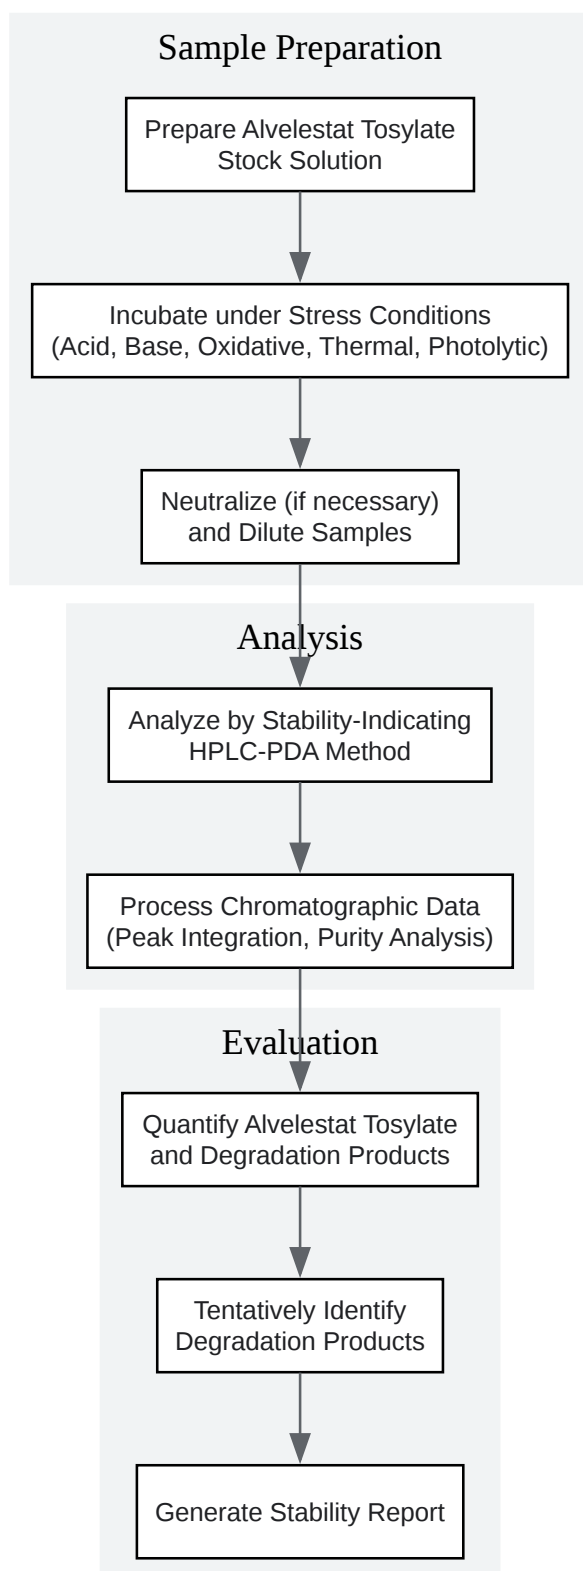 Sample Preparation
Prepare Alvelestat Tosylate
Stock Solution
Incubate under Stress Conditions
(Acid, Base, Oxidative, Thermal, Photolytic)
Neutralize (if necessary)
and Dilute Samples
Analysis
Analyze by Stability-Indicating
HPLC-PDA Method
Process Chromatographic Data
(Peak Integration, Purity Analysis)
Evaluation
Quantify Alvelestat Tosylate
and Degradation Products
Tentatively Identify
Degradation Products
Generate Stability Report